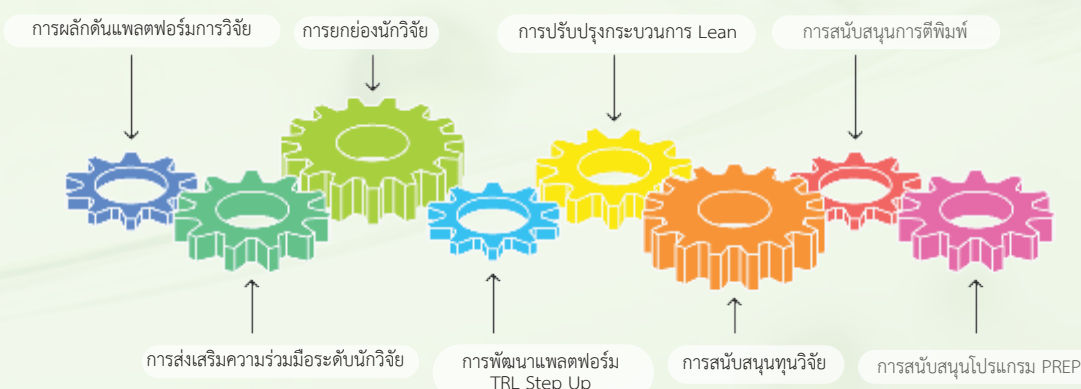 การผลักดันแพลตฟอร์มการวิจัย
การยกย่องนักวิจัย
การปรับปรุงกระบวนการ Lean
การสนับสนุนการตีพิมพ์
การส่งเสริมความร่วมมือระดับนักวิจัย
การพัฒนาแพลตฟอร์ม
TRL Step Up
การสนับสนุนทุนวิจัย
การสนับสนุนโปรแกรม PREP